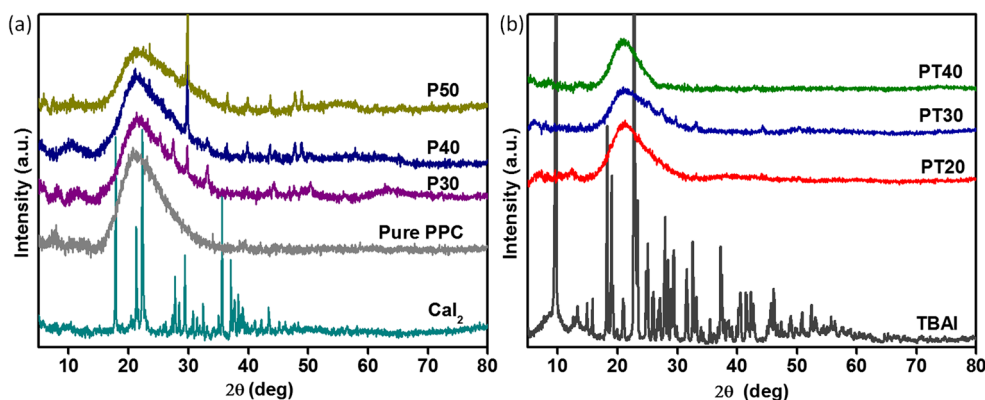 (a)
Intensity (a.u.)
P50
P40
P30
Pure PPC
CaI₂
10 20 30 40 50 60 70 80
2θ (deg)
(b)
Intensity (a.u.)
PT40
PT30
PT20
TBAI
10 20 30 40 50 60 70 80
2θ (deg)